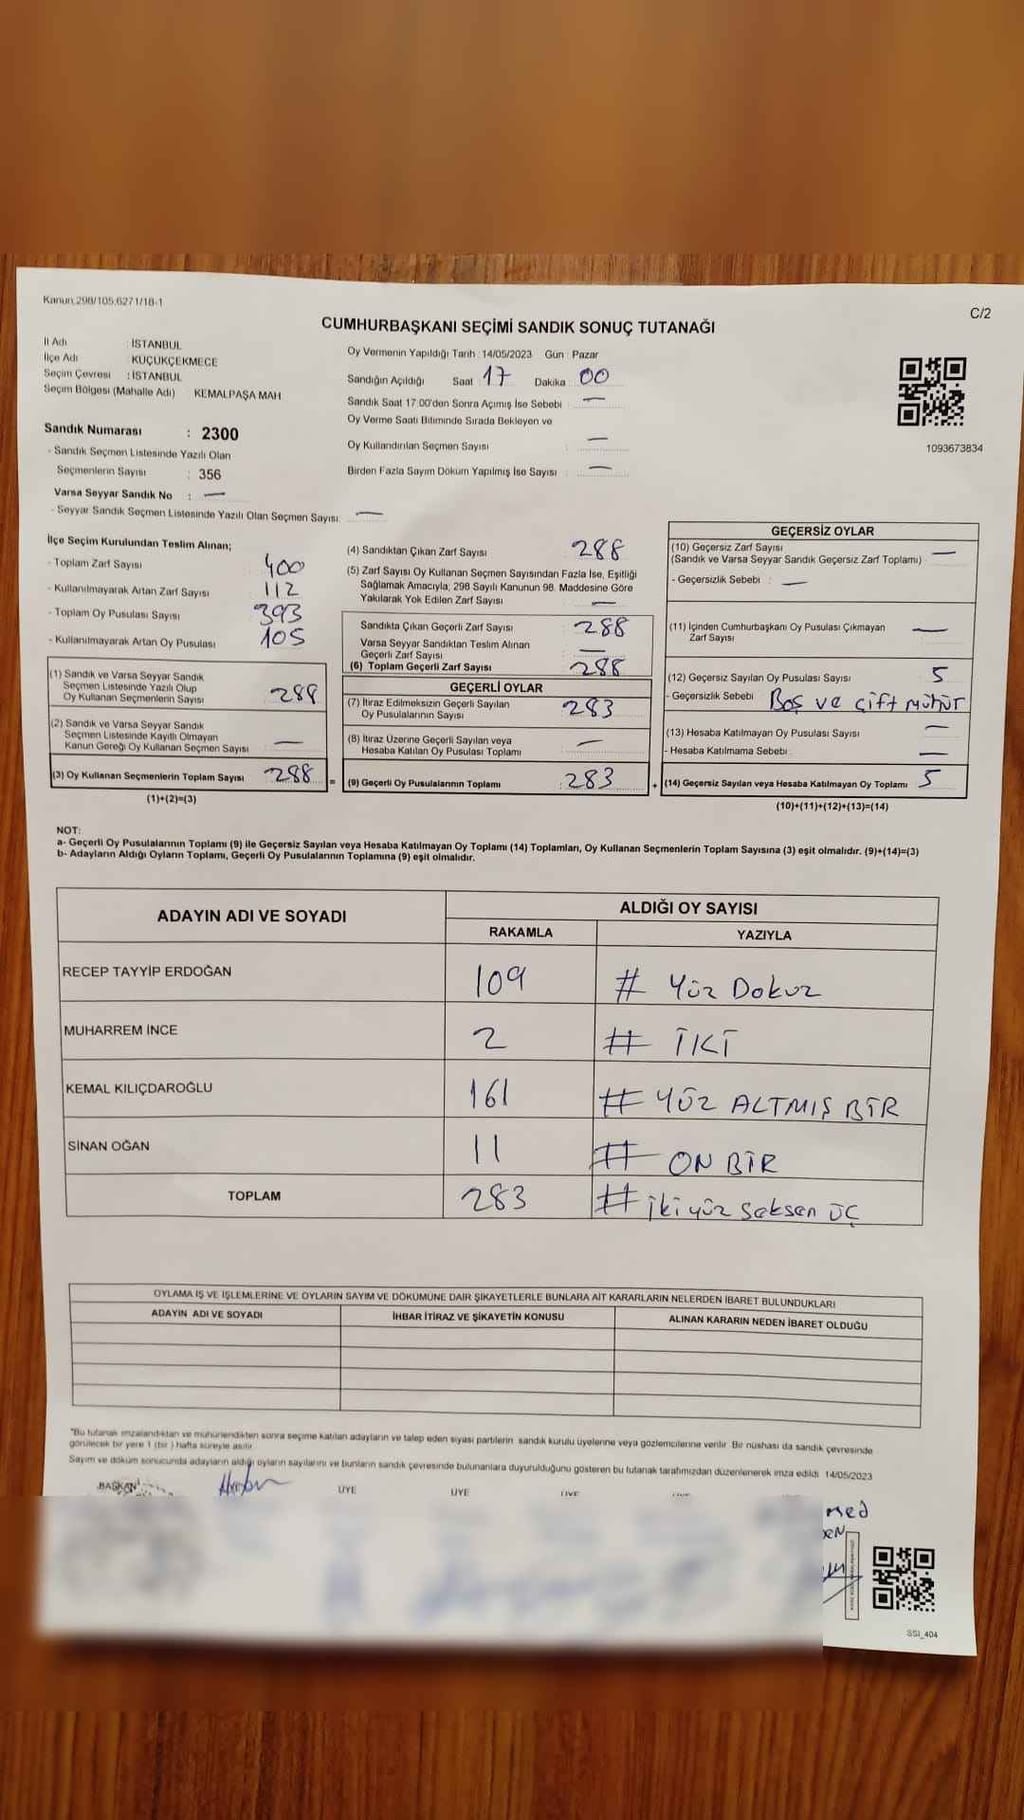 Kanun 298/105,6271/18-1
C/2
CUMHURBAŞKANI SEÇİMİ SANDIK SONUÇ TUTANAĞI
İl Adı : İSTANBUL
İlçe Adı : KÜÇÜKÇEKMECE
Seçim Çevresi : İSTANBUL
Seçim Bölgesi (Mahalle Adı) KEMALPAŞA MAH
Sandık Numarası : 2300
- Sandık Seçmen Listesinde Yazılı Olan
Seçmenlerin Sayısı : 356
Varsa Seyyar Sandık No : —
- Seyyar Sandık Seçmen Listesinde Yazılı Olan Seçmen Sayısı: —
Oy Vermenin Yapıldığı Tarih : 14/05/2023 Gün : Pazar
Sandığın Açıldığı Saat 17 Dakika : 00
Sandık Saat 17:00'den Sonra Açılmış İse Sebebi : —
Oy Verme Saati Bitiminde Sırada Bekleyen ve
Oy Kullandırılan Seçmen Sayısı : —
Birden Fazla Sayım Döküm Yapılmış İse Sayısı : —
1093673834
İlçe Seçim Kurulundan Teslim Alınan;
- Toplam Zarf Sayısı 400
- Kullanılmayarak Artan Zarf Sayısı 112
- Toplam Oy Pusulası Sayısı 393
- Kullanılmayarak Artan Oy Pusulası 105
(1) Sandık ve Varsa Seyyar Sandık
Seçmen Listesinde Yazılı Olup
Oy Kullanan Seçmenlerin Sayısı 288
(2) Sandık ve Varsa Seyyar Sandık
Seçmen Listesinde Kayıtlı Olmayan
Kanun Gereği Oy Kullanan Seçmen Sayısı —
(3) Oy Kullanan Seçmenlerin Toplam Sayısı 288 =
(1)+(2)=(3)
(4) Sandıktan Çıkan Zarf Sayısı 288
(5) Zarf Sayısı Oy Kullanan Seçmen Sayısından Fazla İse, Eşitliği
Sağlamak Amacıyla, 298 Sayılı Kanunun 98. Maddesine Göre
Yakılarak Yok Edilen Zarf Sayısı —
Sandıkta Çıkan Geçerli Zarf Sayısı 288
Varsa Seyyar Sandıktan Teslim Alınan
Geçerli Zarf Sayısı —
(6) Toplam Geçerli Zarf Sayısı 288
GEÇERLİ OYLAR
(7) İtiraz Edilmeksizin Geçerli Sayılan
Oy Pusulalarının Sayısı 283
(8) İtiraz Üzerine Geçerli Sayılan veya
Hesaba Katılan Oy Pusulası Toplamı —
(9) Geçerli Oy Pusulalarının Toplamı 283 +
GEÇERSİZ OYLAR
(10) Geçersiz Zarf Sayısı —
(Sandık ve Varsa Seyyar Sandık Geçersiz Zarf Toplamı)
- Geçersizlik Sebebi : —
(11) İçinden Cumhurbaşkanı Oy Pusulası Çıkmayan
Zarf Sayısı —
(12) Geçersiz Sayılan Oy Pusulası Sayısı 5
- Geçersizlik Sebebi Boş ve çift mühür
(13) Hesaba Katılmayan Oy Pusulası Sayısı —
- Hesaba Katılmama Sebebi : —
(14) Geçersiz Sayılan veya Hesaba Katılmayan Oy Toplamı 5
(10)+(11)+(12)+(13)=(14)
NOT:
a- Geçerli Oy Pusulalarının Toplamı (9) ile Geçersiz Sayılan veya Hesaba Katılmayan Oy Toplamı (14) Toplamları, Oy Kullanan Seçmenlerin Toplam Sayısına (3) eşit olmalıdır. (9)+(14)=(3)
b- Adayların Aldığı Oyların Toplamı, Geçerli Oy Pusulalarının Toplamına (9) eşit olmalıdır.
ADAYIN ADI VE SOYADI ALDIĞI OY SAYISI
RAKAMLA YAZIYLA
RECEP TAYYİP ERDOĞAN 109 # Yüz Dokuz
MUHARREM İNCE 2 # İKİ
KEMAL KILIÇDAROĞLU 161 # YÜZ ALTMIŞ BİR
SİNAN OĞAN 11 # ON BİR
TOPLAM 283 # iki yüz seksen üç
OYLAMA İŞ VE İŞLEMLERİNE VE OYLARIN SAYIM VE DÖKÜMÜNE DAİR ŞİKAYETLERLE BUNLARA AİT KARARLARIN NELERDEN İBARET BULUNDUKLARI
ADAYIN ADI VE SOYADI İHBAR İTİRAZ VE ŞİKAYETİN KONUSU ALINAN KARARIN NEDEN İBARET OLDUĞU
*Bu tutanak imzalandıktan ve mühürlendikten sonra seçime katılan adayların ve talep eden siyasi partilerin sandık kurulu üyelerine veya gözlemcilerine verilir. Bir nüshası da sandık çevresinde
görülecek bir yere 1 (bir) hafta süreyle asılır.
Sayım ve döküm sonucunda adayların aldığı oyların sayılarını ve bunların sandık çevresinde bulunanlara duyurulduğunu gösteren bu tutanak tarafımızdan düzenlenerek imza edildi. 14/05/2023
BAŞKAN ÜYE ÜYE ÜYE
SSI_404